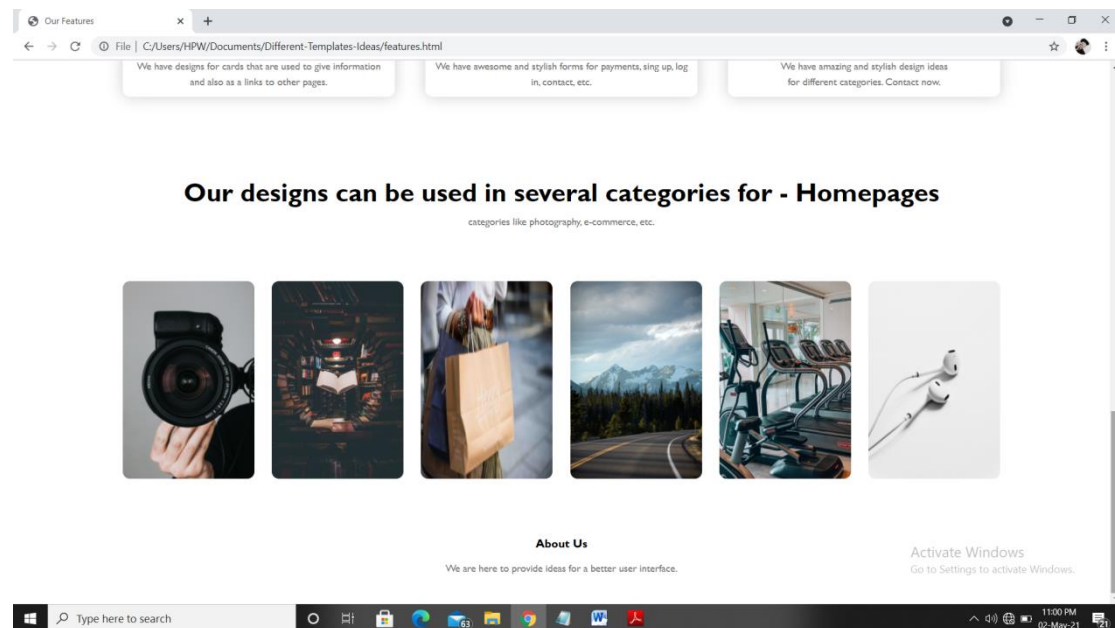 Our Features
File | C:/Users/HPW/Documents/Different-Templates-Ideas/features.html
We have designs for cards that are used to give information
and also as a links to other pages.
We have awesome and stylish forms for payments, sing up, log
in, contact, etc.
We have amazing and stylish design ideas
for different categories. Contact now.
Our designs can be used in several categories for - Homepages
categories like photography, e-commerce, etc.
About Us
We are here to provide ideas for a better user interface.
Activate Windows
Go to Settings to activate Windows.
Type here to search
63
11:00 PM
02-May-21
21